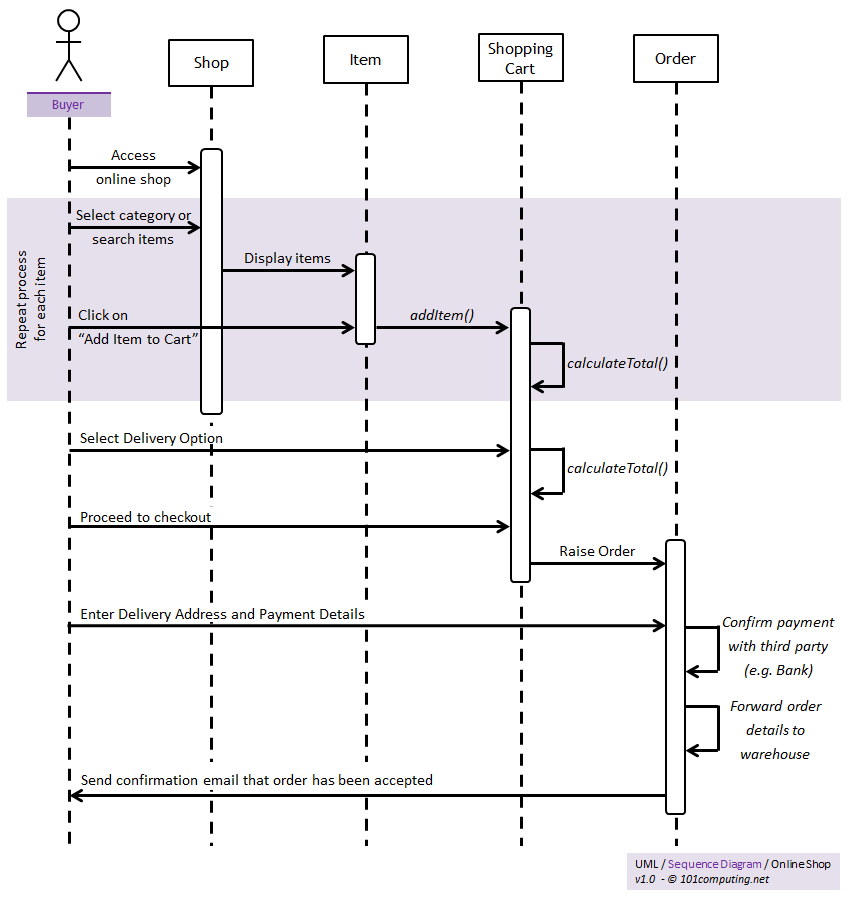 Shop
Item
Shopping
Cart
Order
Buyer
Access
online shop
Select category or
search items
Display items
Repeat process
for each item
Click on
“Add Item to Cart”
addItem()
calculateTotal()
Select Delivery Option
calculateTotal()
Proceed to checkout
Raise Order
Enter Delivery Address and Payment Details
Confirm payment
with third party
(e.g. Bank)
Forward order
details to
warehouse
Send confirmation email that order has been accepted
UML / Sequence Diagram / Online Shop
v1.0 - © 101computing.net